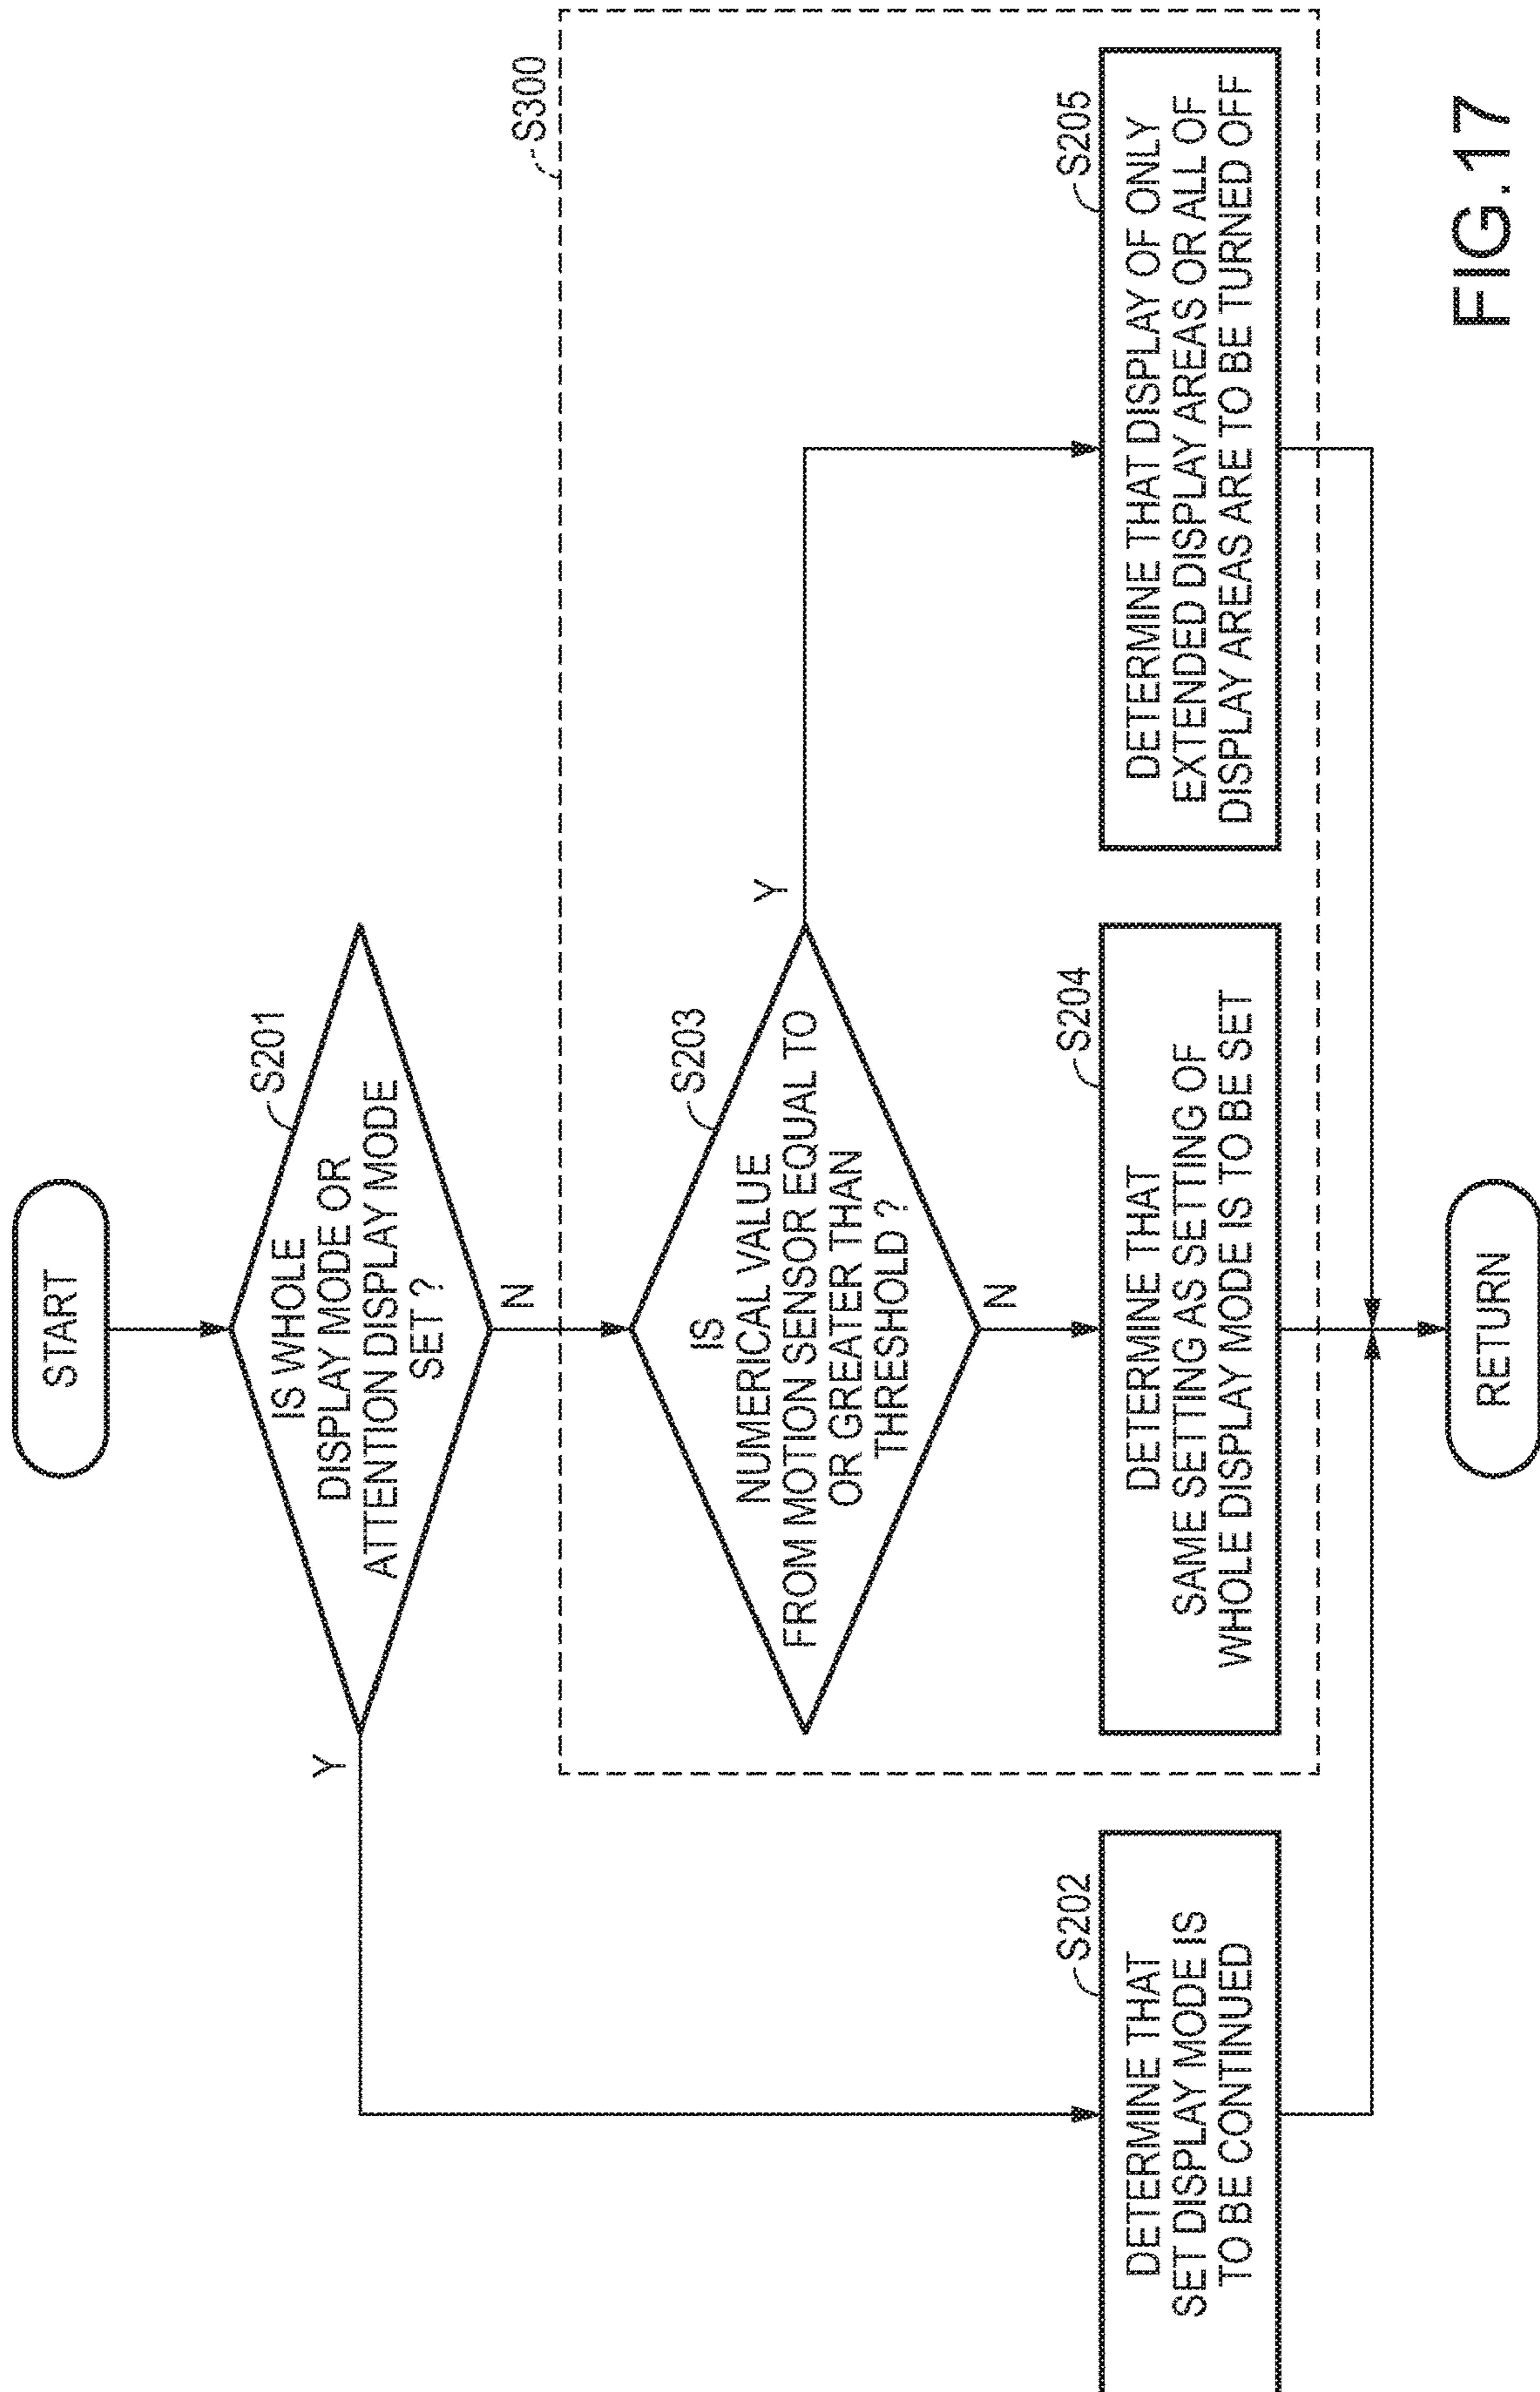 START
S201
IS WHOLE
DISPLAY MODE OR
ATTENTION DISPLAY MODE
SET ?
Y
N
S300
S203
IS
NUMERICAL VALUE
FROM MOTION SENSOR EQUAL TO
OR GREATER THAN
THRESHOLD ?
Y
N
S202
DETERMINE THAT
SET DISPLAY MODE IS
TO BE CONTINUED
S204
DETERMINE THAT
SAME SETTING AS SETTING OF
WHOLE DISPLAY MODE IS TO BE SET
S205
DETERMINE THAT DISPLAY OF ONLY
EXTENDED DISPLAY AREAS OR ALL OF
DISPLAY AREAS ARE TO BE TURNED OFF
RETURN
FIG.17